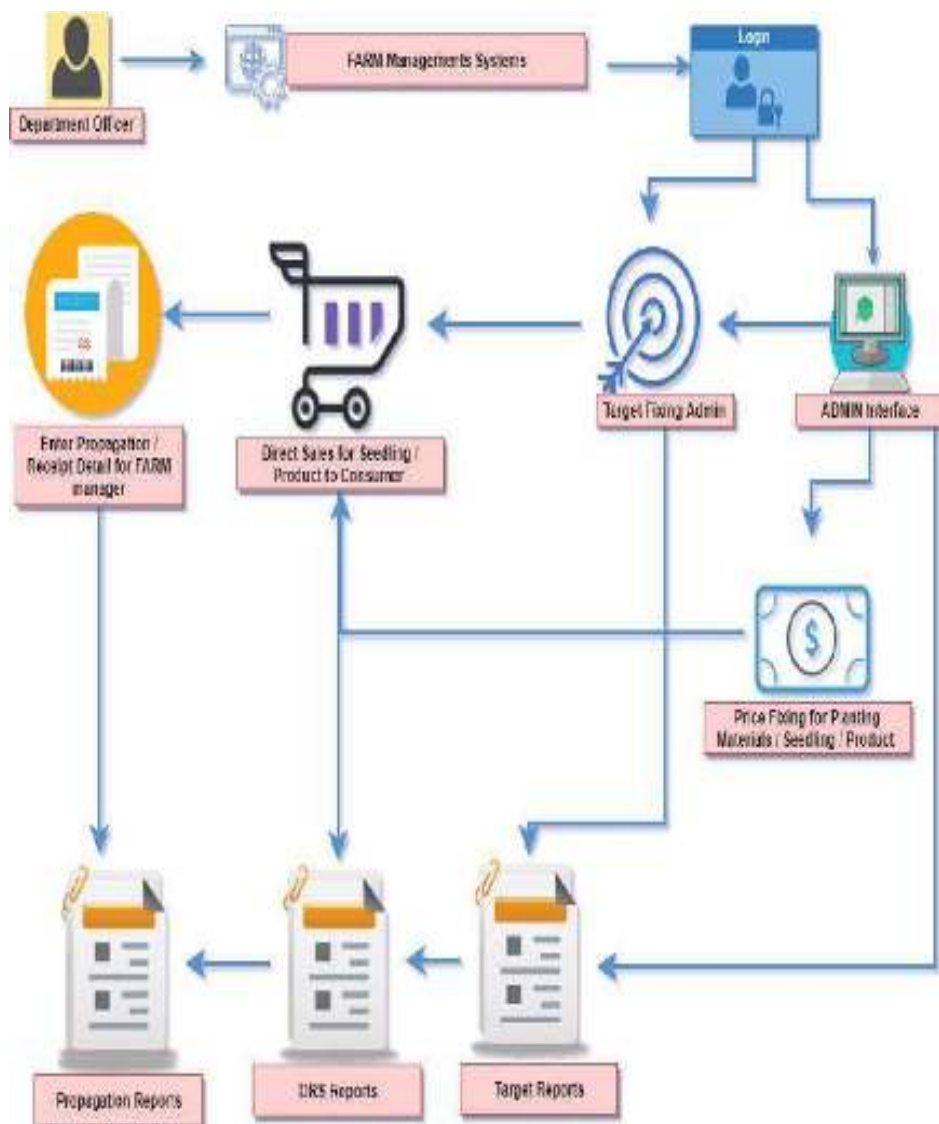 Login
FARM Managements Systems
Department Officer
Target Fixing Admin
ADMIN Interface
Enter Propagation /
Receipt Detail for FARM
manager
Direct Sales for Seedling /
Product to Consumer
$
Price Fixing for Planting
Materials / Seedling / Product
Propagation Reports
DRS Reports
Target Reports